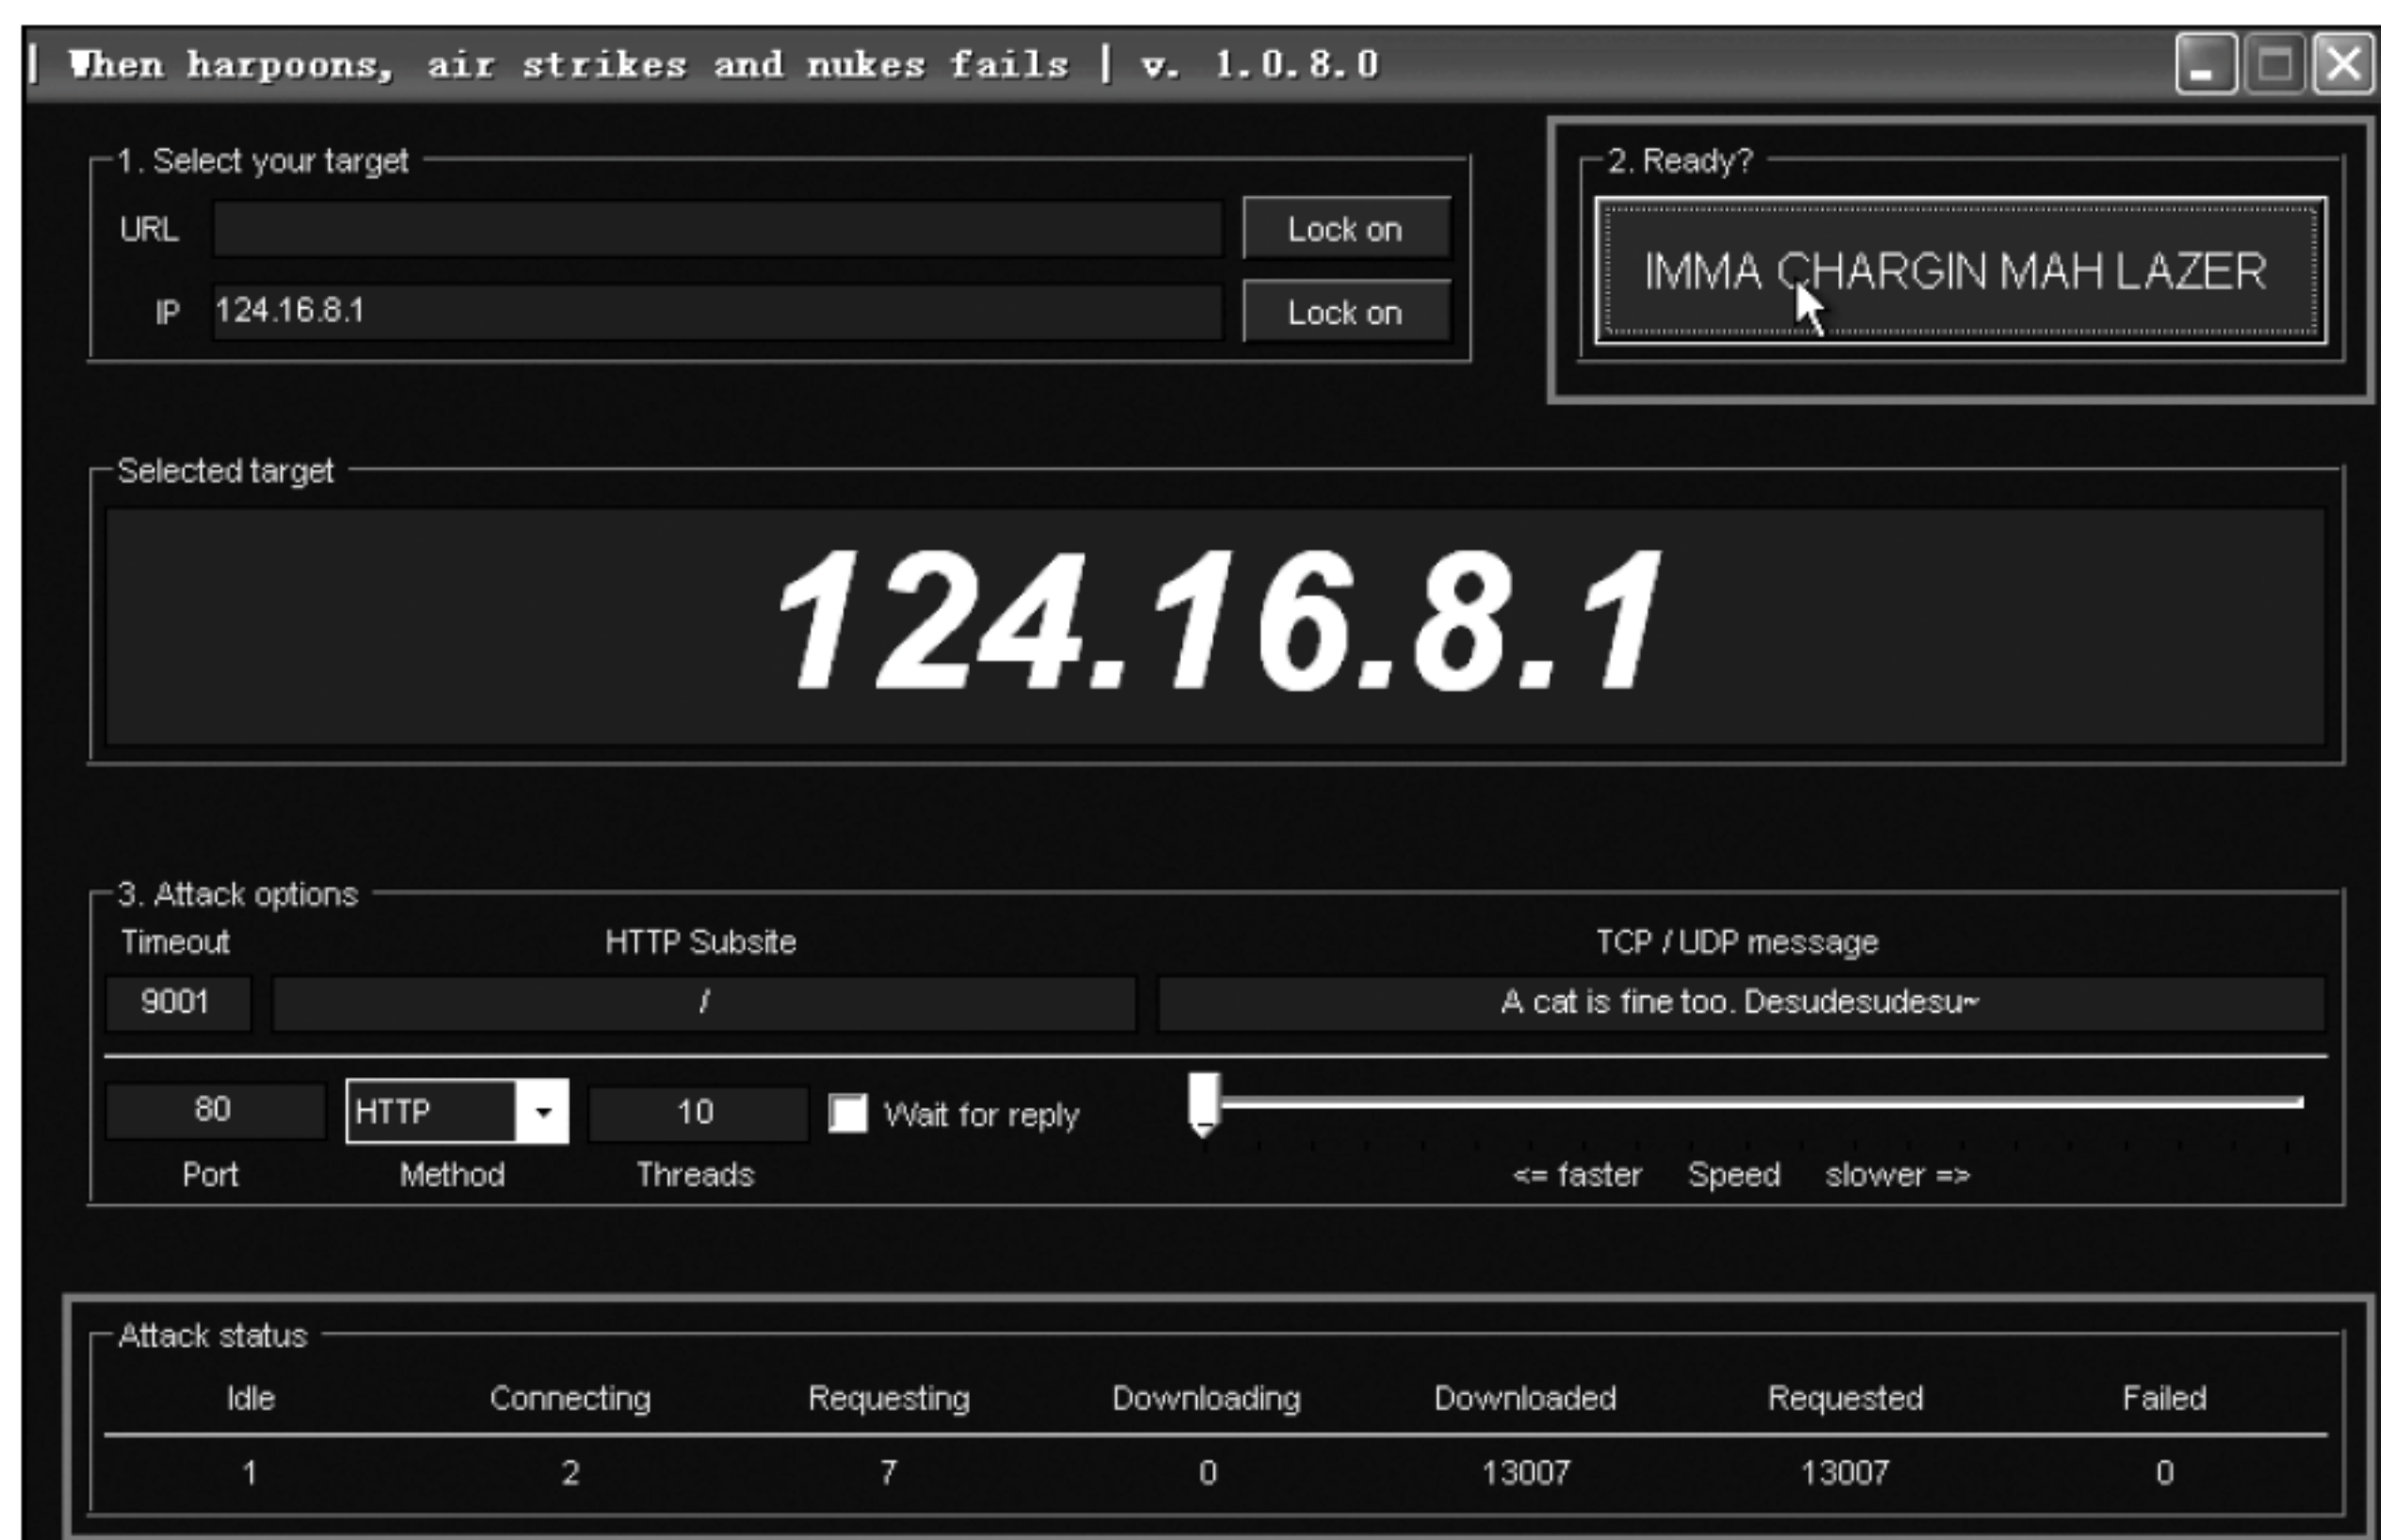 | When harpoons, air strikes and nukes fails | v. 1.0.8.0
1. Select your target
URL
Lock on
IP
124.16.8.1
Lock on
2. Ready?
IMMA CHARGIN MAH LAZER
Selected target
124.16.8.1
3. Attack options
Timeout HTTP Subsite TCP / UDP message
9001 / A cat is fine too. Desudesudesu~
80 HTTP 10 Wait for reply
Port Method Threads <= faster Speed slower =>
Attack status
Idle Connecting Requesting Downloading Downloaded Requested Failed
1 2 7 0 13007 13007 0